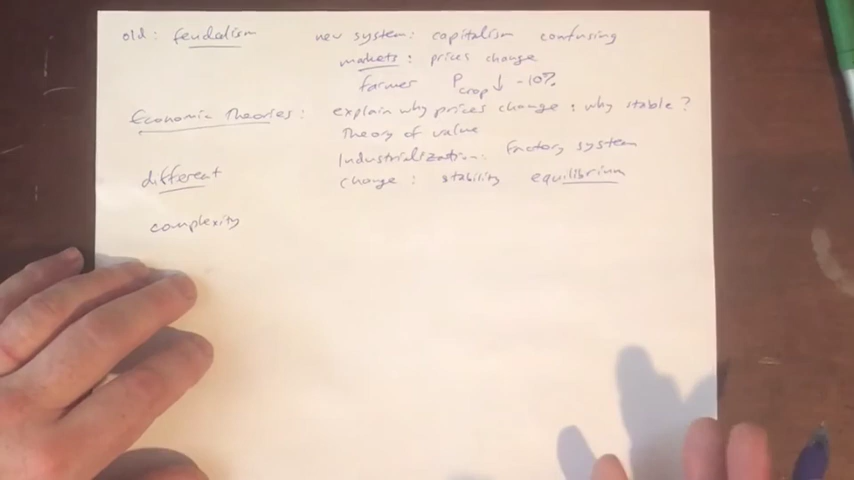 old: feudalism new system: capitalism confusing
markets: prices change
farmer P crop ↓ -10%
Economic Theories: explain why prices change: why stable?
Theory of value
Industrialization: factory system
different change: stability equilibrium
complexity